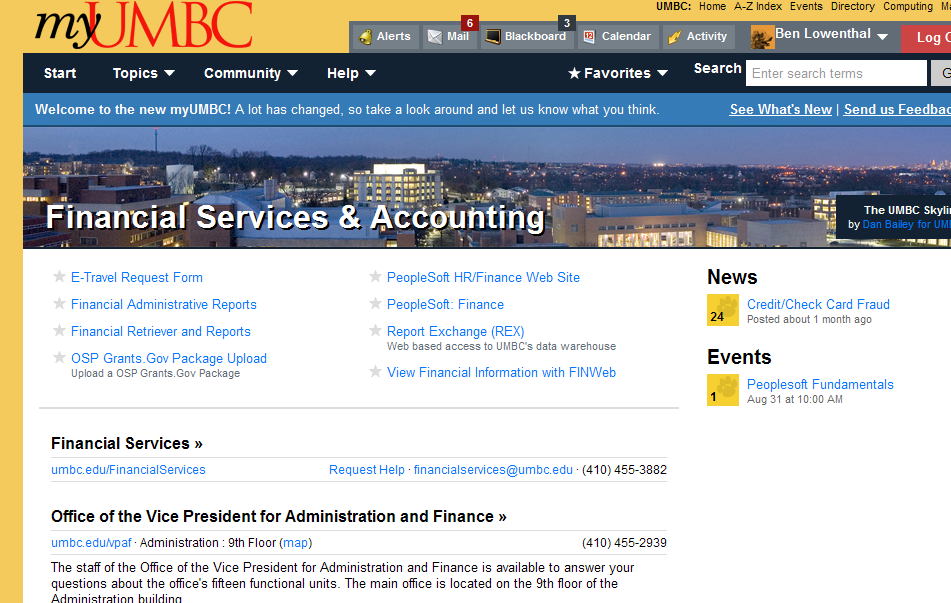 UMBC: Home A-Z Index Events Directory Computing
myUMBC
Alerts Mail 6 Blackboard 3 Calendar Activity Ben Lowenthal Log
Start Topics Community Help ★ Favorites Search Enter search terms
Welcome to the new myUMBC! A lot has changed, so take a look around and let us know what you think. See What's New | Send us
Financial Services & Accounting
The UMBC
by Dan Bailey for
E-Travel Request Form
Financial Administrative Reports
Financial Retriever and Reports
OSP Grants.Gov Package Upload
Upload a OSP Grants.Gov Package
PeopleSoft HR/Finance Web Site
PeopleSoft: Finance
Report Exchange (REX)
Web based access to UMBC's data warehouse
View Financial Information with FINWeb
News
24 Credit/Check Card Fraud
Posted about 1 month ago
Events
1 Peoplesoft Fundamentals
Aug 31 at 10:00 AM
Financial Services »
umbc.edu/FinancialServices Request Help · financialservices@umbc.edu · (410) 455-3882
Office of the Vice President for Administration and Finance »
umbc.edu/vpaf · Administration : 9th Floor (map) (410) 455-2939
The staff of the Office of the Vice President for Administration and Finance is available to answer your
questions about the office's fifteen functional units. The main office is located on the 9th floor of the
Administration building